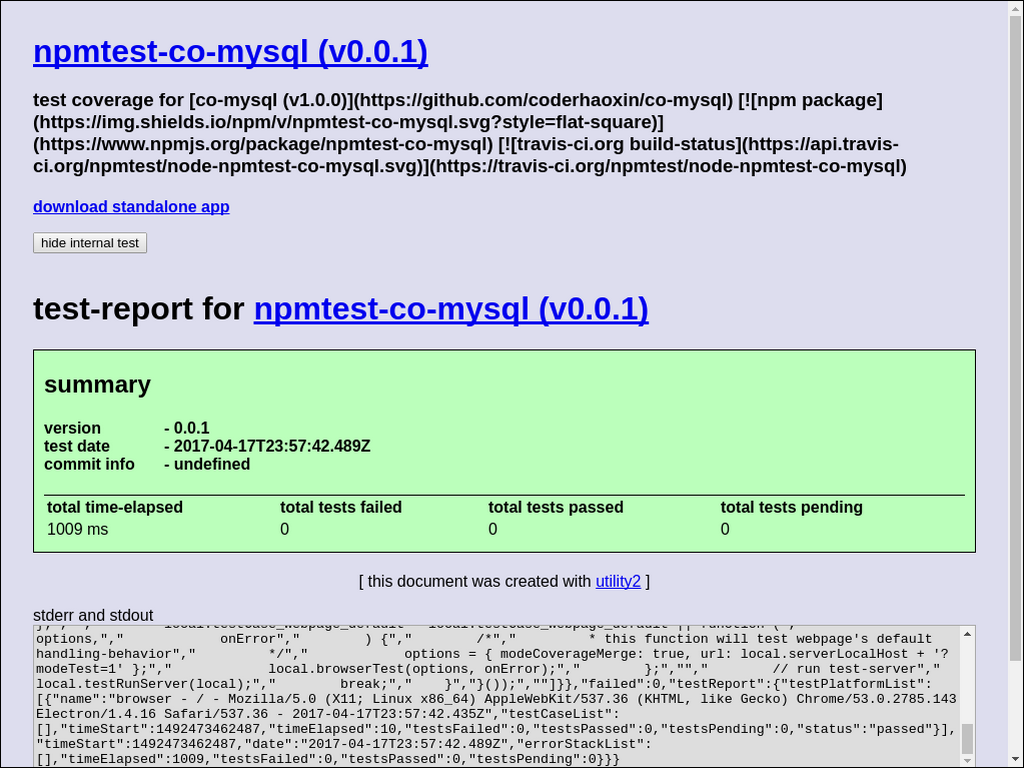 npmtest-co-mysql (v0.0.1)
test coverage for [co-mysql (v1.0.0)](https://github.com/coderhaoxin/co-mysql) [![npm package]
(https://img.shields.io/npm/v/npmtest-co-mysql.svg?style=flat-square)]
(https://www.npmjs.org/package/npmtest-co-mysql) [![travis-ci.org build-status](https://api.travis-
ci.org/npmtest/node-npmtest-co-mysql.svg)](https://travis-ci.org/npmtest/node-npmtest-co-mysql)
download standalone app
hide internal test
test-report for npmtest-co-mysql (v0.0.1)
summary
version - 0.0.1
test date - 2017-04-17T23:57:42.489Z
commit info - undefined
total time-elapsed total tests failed total tests passed total tests pending
1009 ms 0 0 0
[ this document was created with utility2 ]
stderr and stdout
options,","            onError","        ) {","        /*","         * this function will test webpage's default
handling-behavior","         */","            options = { modeCoverageMerge: true, url: local.serverLocalHost + '?
modeTest=1' };","            local.browserTest(options, onError);","        };","","        // run test-server","
local.testRunServer(local);","        break;","    }","}());",""]}},"failed":0,"testReport":{"testPlatformList":
[{"name":"browser - / - Mozilla/5.0 (X11; Linux x86_64) AppleWebKit/537.36 (KHTML, like Gecko) Chrome/53.0.2785.143
Electron/1.4.16 Safari/537.36 - 2017-04-17T23:57:42.435Z","testCaseList":
[],"timeStart":1492473462487,"timeElapsed":10,"testsFailed":0,"testsPassed":0,"testsPending":0,"status":"passed"}],
"timeStart":1492473462487,"date":"2017-04-17T23:57:42.489Z","errorStackList":
[],"timeElapsed":1009,"testsFailed":0,"testsPassed":0,"testsPending":0}}}